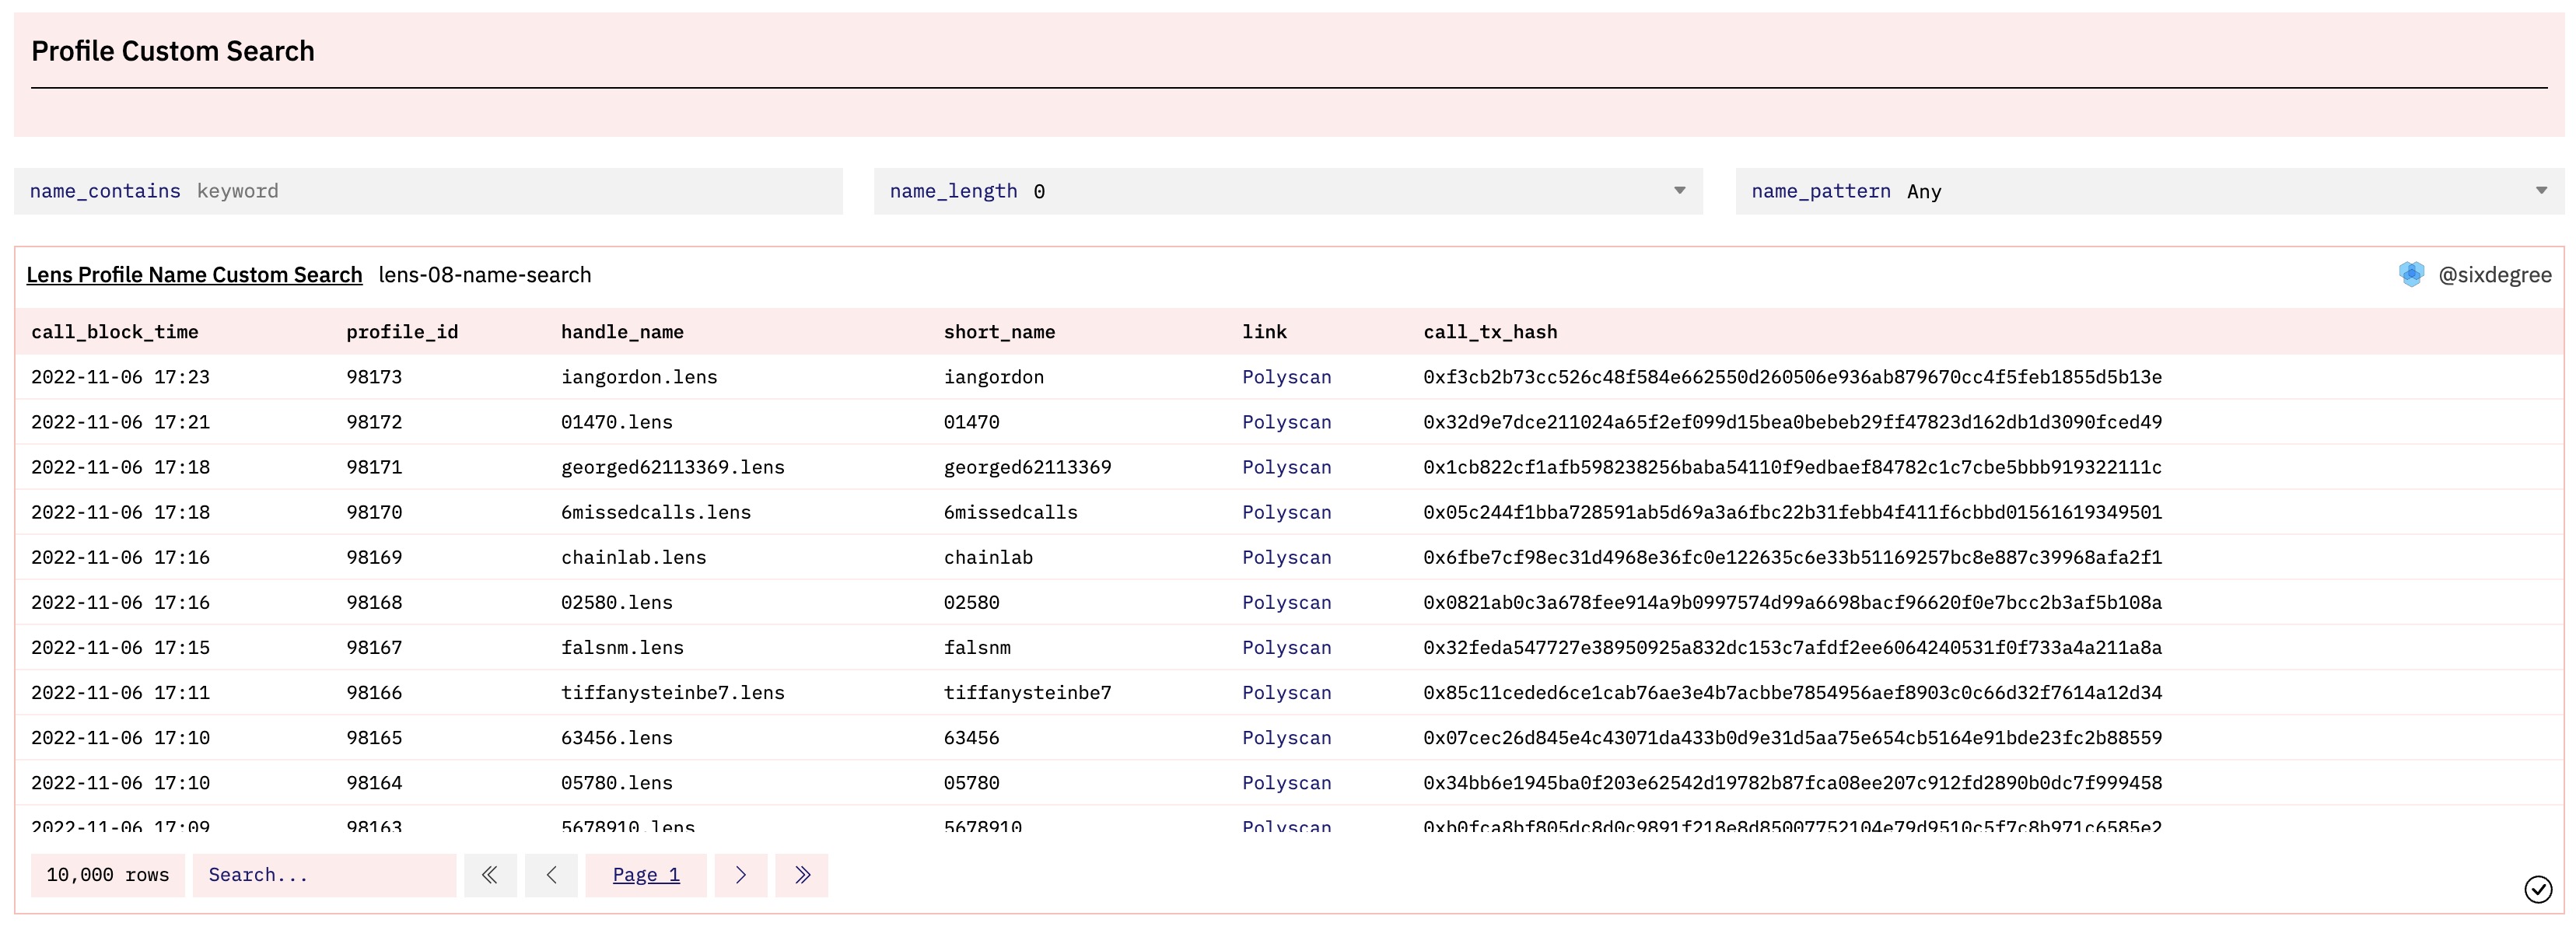 Profile Custom Search
name_contains keyword name_length 0 name_pattern Any
Lens Profile Name Custom Search lens-08-name-search @sixdegree
call_block_time profile_id handle_name short_name link call_tx_hash
2022-11-06 17:23 98173 iangordon.lens iangordon Polyscan 0xf3cb2b73cc526c48f584e662550d260506e936ab879670cc4f5feb1855d5b13e
2022-11-06 17:21 98172 01470.lens 01470 Polyscan 0x32d9e7dce211024a65f2ef099d15bea0bebeb29ff47823d162db1d3090fced49
2022-11-06 17:18 98171 georged62113369.lens georged62113369 Polyscan 0x1cb822cf1afb598238256baba54110f9edbaef84782c1c7cbe5bbb919322111c
2022-11-06 17:18 98170 6missedcalls.lens 6missedcalls Polyscan 0x05c244f1bba728591ab5d69a3a6fbc22b31febb4f411f6cbbd01561619349501
2022-11-06 17:16 98169 chainlab.lens chainlab Polyscan 0x6fbe7cf98ec31d4968e36fc0e122635c6e33b51169257bc8e887c39968afa2f1
2022-11-06 17:16 98168 02580.lens 02580 Polyscan 0x0821ab0c3a678fee914a9b0997574d99a6698bacf96620f0e7bcc2b3af5b108a
2022-11-06 17:15 98167 falsnm.lens falsnm Polyscan 0x32feda547727e38950925a832dc153c7afdf2ee6064240531f0f733a4a211a8a
2022-11-06 17:11 98166 tiffanysteinbe7.lens tiffanysteinbe7 Polyscan 0x85c11ceded6ce1cab76ae3e4b7acbbe7854956aef8903c0c66d32f7614a12d34
2022-11-06 17:10 98165 63456.lens 63456 Polyscan 0x07cec26d845e4c43071da433b0d9e31d5aa75e654cb5164e91bde23fc2b88559
2022-11-06 17:10 98164 05780.lens 05780 Polyscan 0x34bb6e1945ba0f203e62542d19782b87fca08ee207c912fd2890b0dc7f999458
2022-11-06 17:09 98163 5678910.lens 5678910 Polyscan 0xb0fca8bf805dc8d0c9891f218e8d85007752104e79d9510c5f7c8b971c6585e2
10,000 rows Search... Page 1